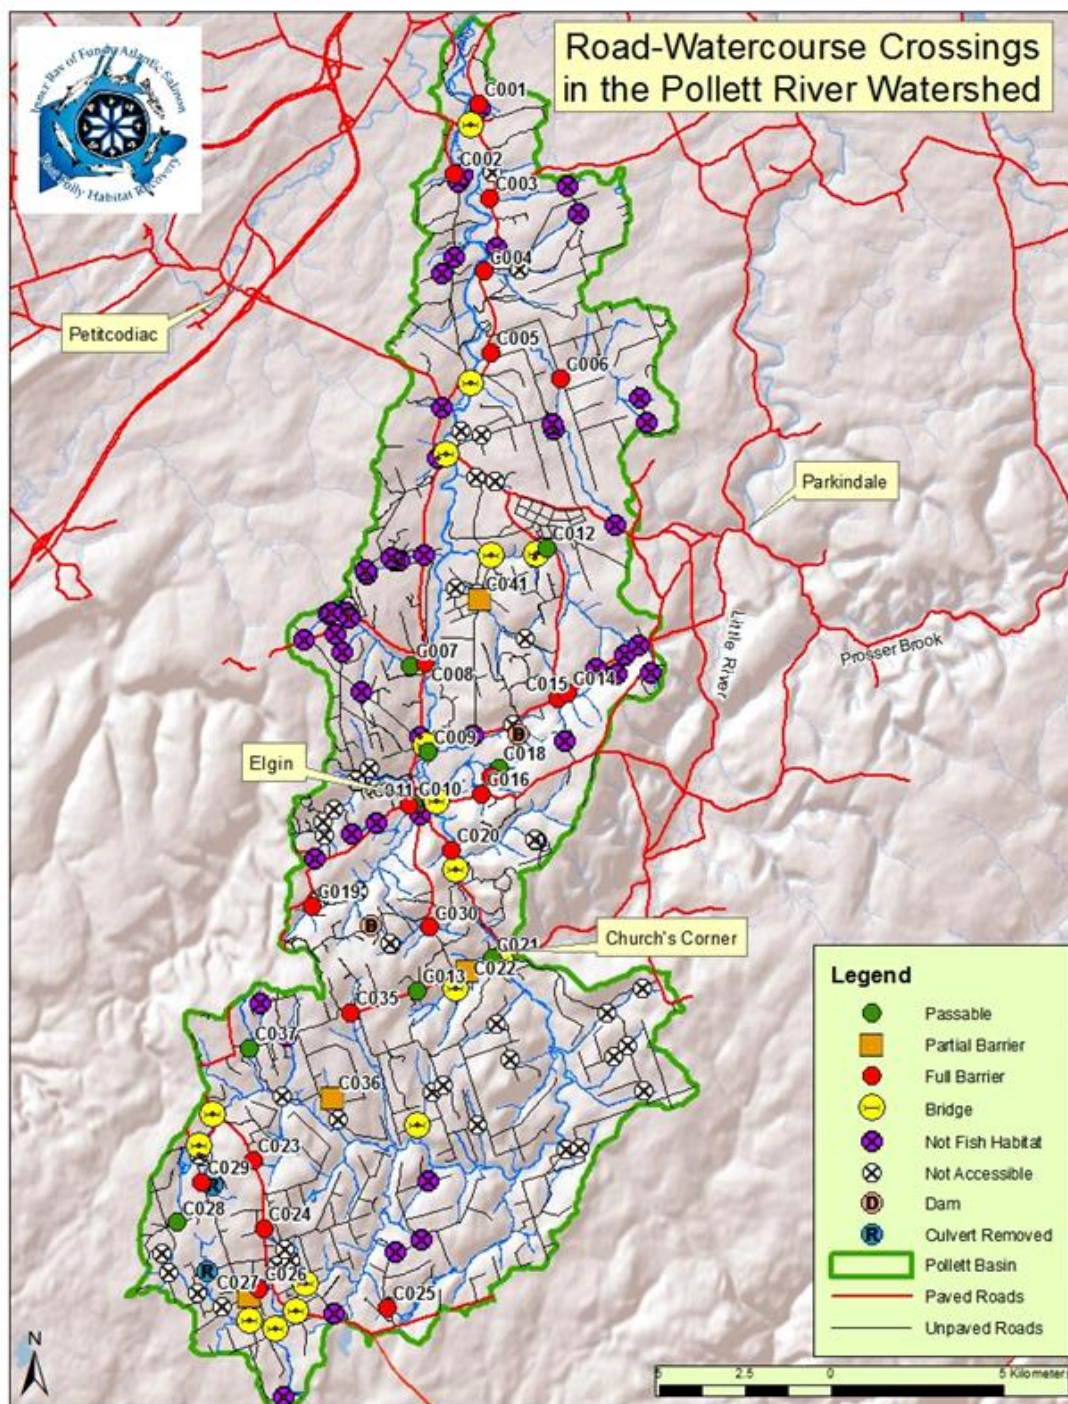 Road-Watercourse Crossings
in the Pollett River Watershed
Inner Bay of Fundy Atlantic Salmon
Fort Folly Habitat Recovery
C001
C002
C003
C004
C005
C006
Petitcodiac
Parkindale
C012
C041
Little River
Prosser Brook
C007
C008
C014
C015
C009
C018
Elgin
C016
C011
C010
C020
C019
C030
Church's Corner
C021
C022
C013
C035
C037
C036
C023
C029
R
C028
C024
R
C026
C027
C025
D
D
Legend
Passable
Partial Barrier
Full Barrier
Bridge
Not Fish Habitat
Not Accessible
D Dam
R Culvert Removed
Pollett Basin
Paved Roads
Unpaved Roads
N
5 2.5 0 5 Kilometers